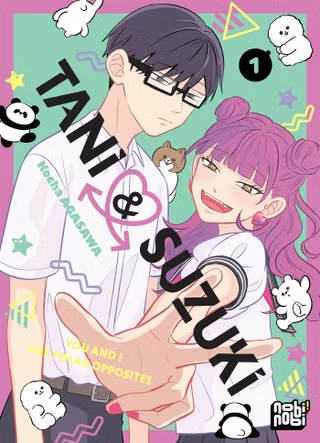 1
TANI
&
SUZUKI
Kocha AGASAWA
YOU AND I
ARE POLAR OPPOSITES
nobi!
nobi!